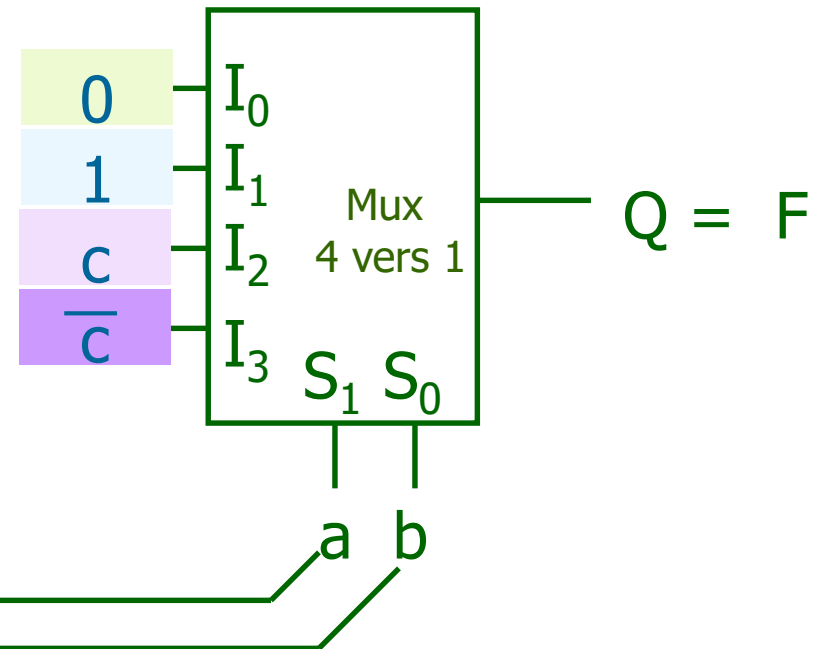 0 I₀
1 I₁
Mux
Q = F
c I₂
4 vers 1
c̅ I₃
S₁ S₀
a b